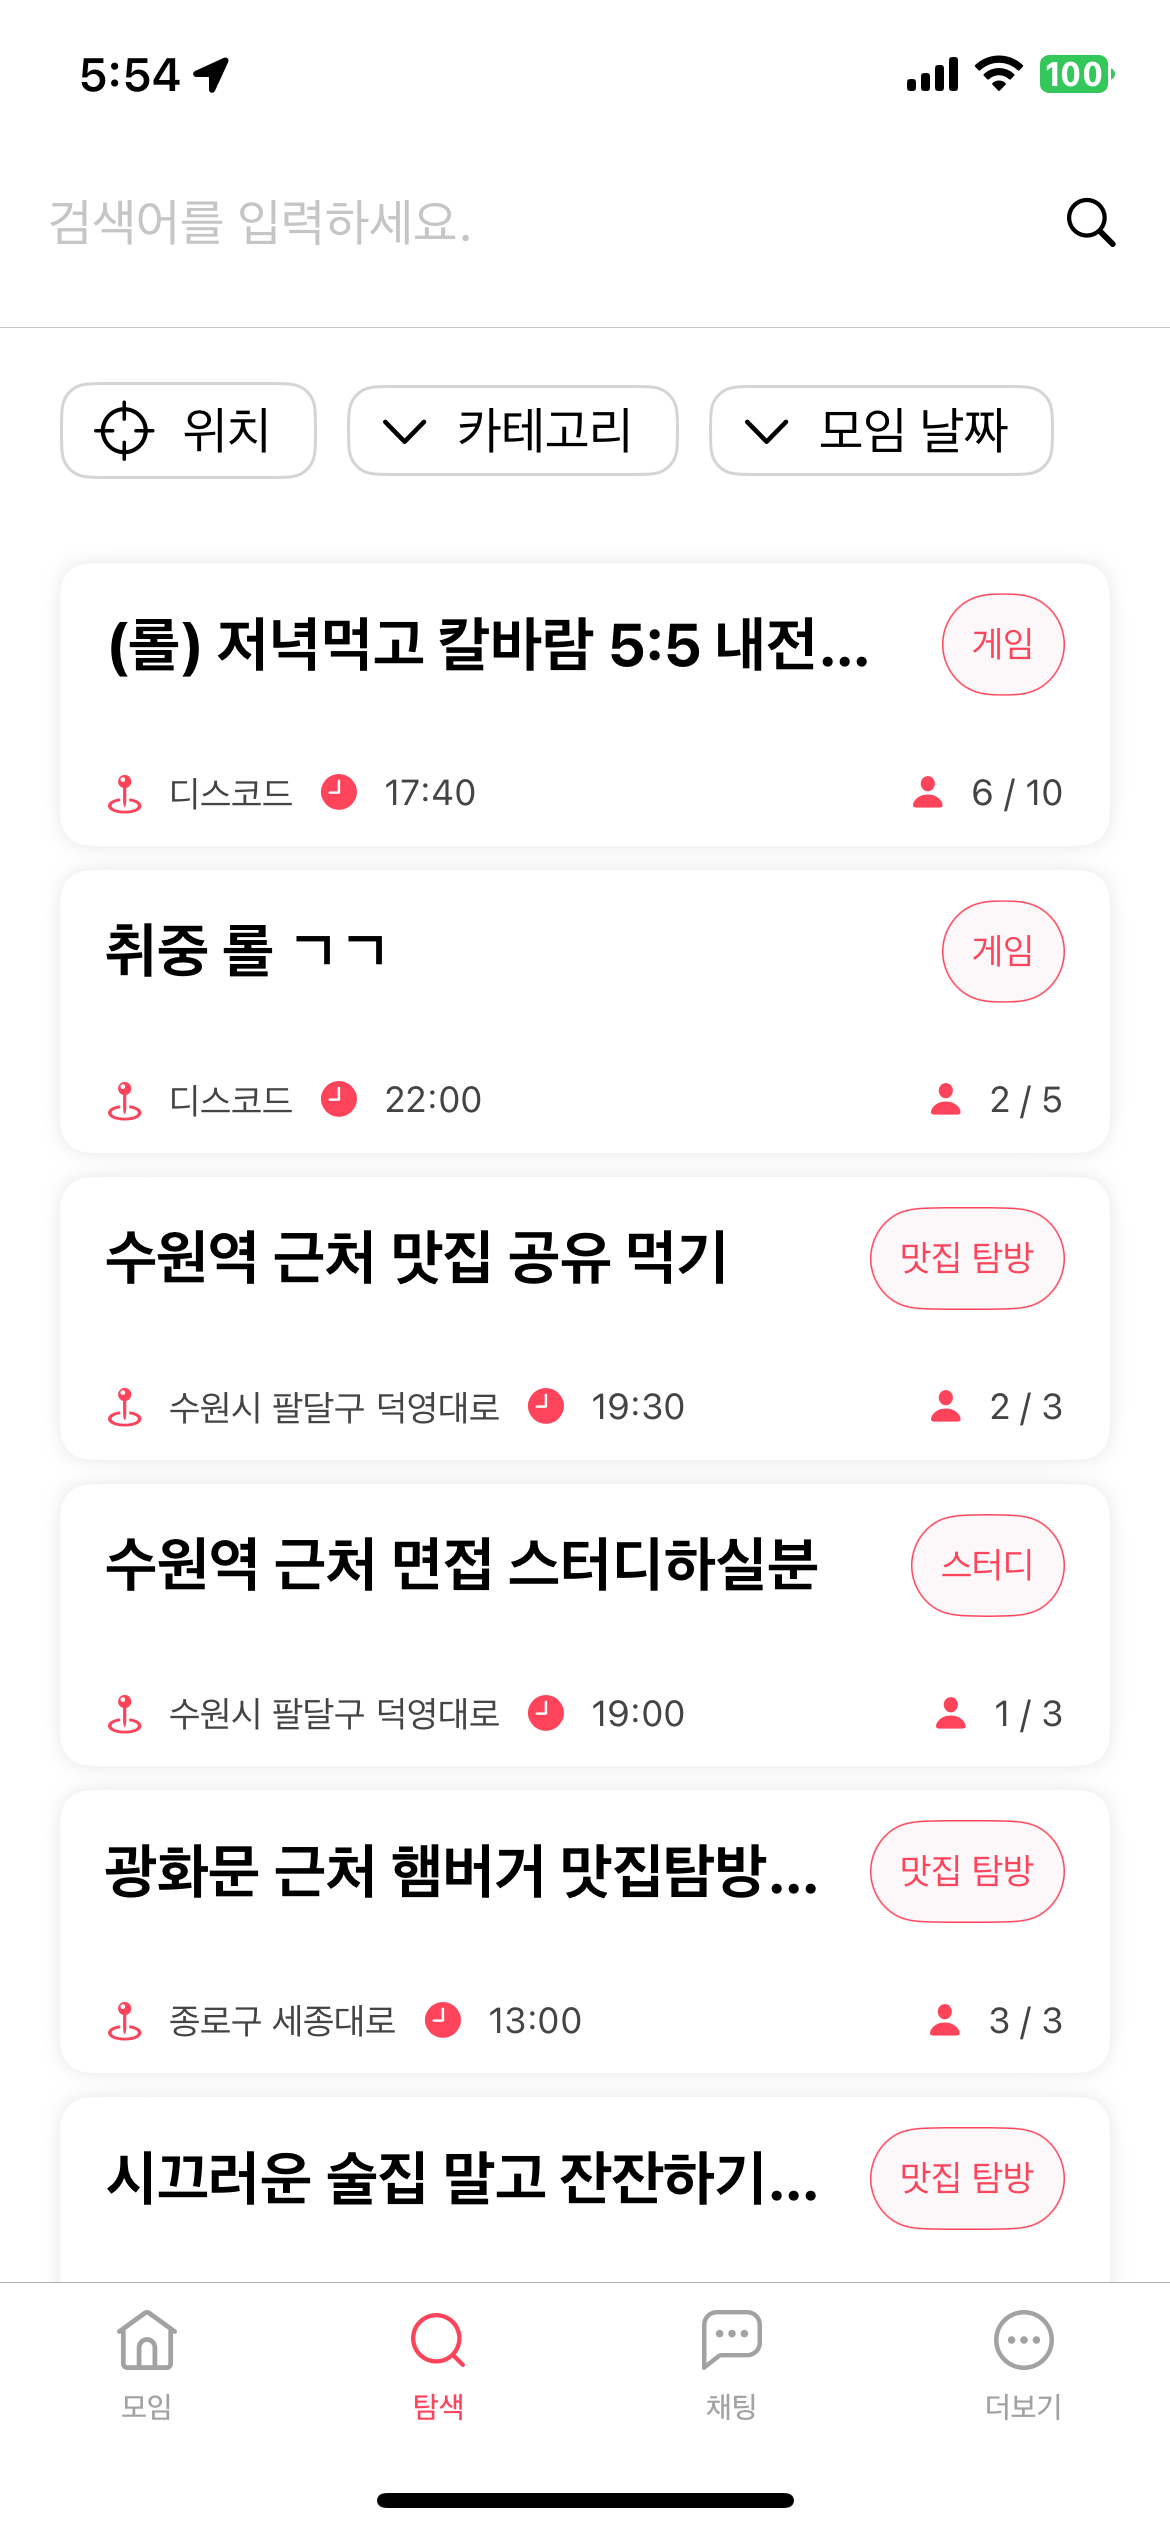 5:54 100
검색어를 입력하세요.
위치 카테고리 모임 날짜
(롤) 저녁먹고 칼바람 5:5 내전... 게임
디스코드 17:40 6 / 10
취중 롤 ㄱㄱ 게임
디스코드 22:00 2 / 5
수원역 근처 맛집 공유 먹기 맛집 탐방
수원시 팔달구 덕영대로 19:30 2 / 3
수원역 근처 면접 스터디하실분 스터디
수원시 팔달구 덕영대로 19:00 1 / 3
광화문 근처 햄버거 맛집탐방... 맛집 탐방
종로구 세종대로 13:00 3 / 3
시끄러운 술집 말고 잔잔하기... 맛집 탐방
모임 탐색 채팅 더보기